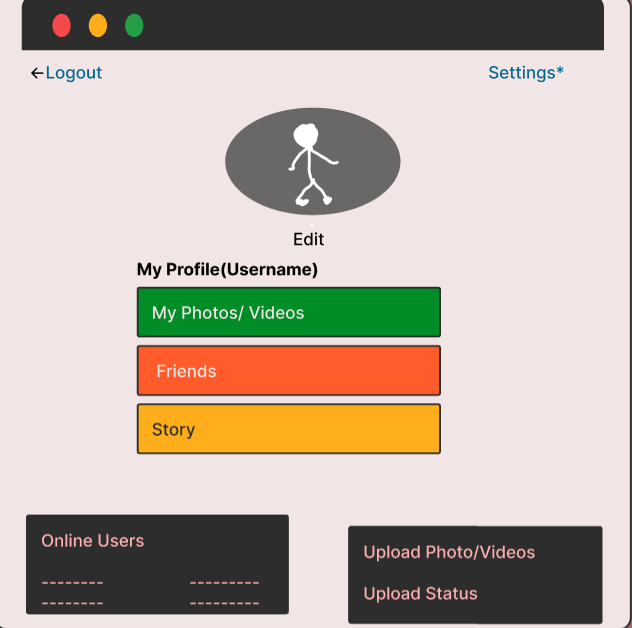 ←Logout
Settings*
Edit
My Profile(Username)
My Photos/ Videos
Friends
Story
Online Users
-------- ---------
-------- ---------
Upload Photo/Videos
Upload Status